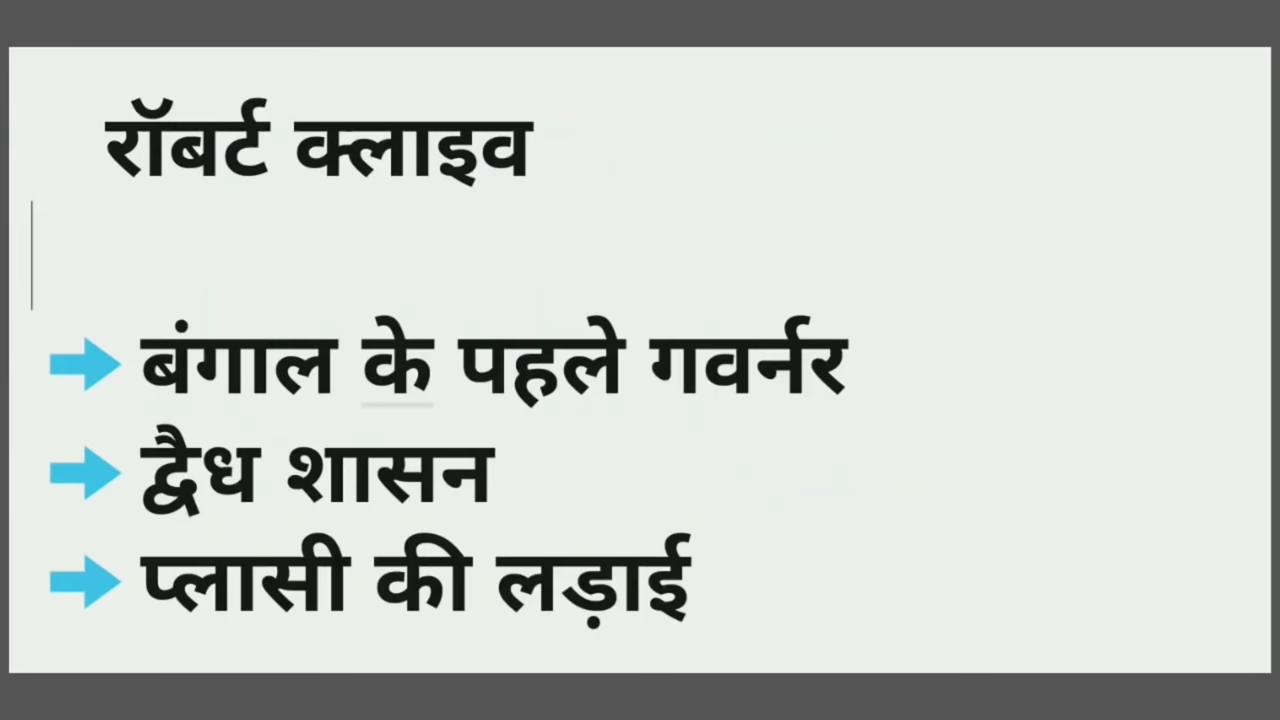 रॉबर्ट क्लाइव
बंगाल के पहले गवर्नर
द्वैध शासन
प्लासी की लड़ाई